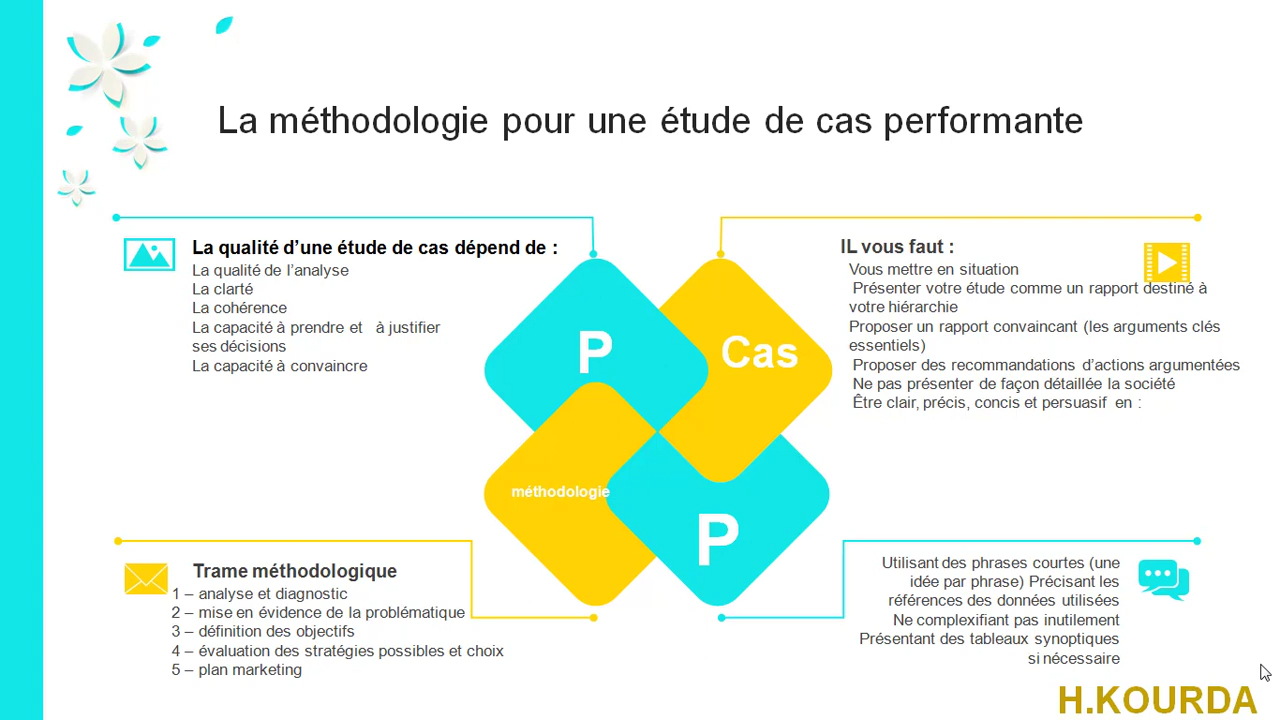 La méthodologie pour une étude de cas performante
La qualité d’une étude de cas dépend de :
La qualité de l’analyse
La clarté
La cohérence
La capacité à prendre et à justifier
ses décisions
La capacité à convaincre
IL vous faut :
Vous mettre en situation
Présenter votre étude comme un rapport destiné à
votre hiérarchie
Proposer un rapport convaincant (les arguments clés
essentiels)
Proposer des recommandations d’actions argumentées
Ne pas présenter de façon détaillée la société
Être clair, précis, concis et persuasif en :
P
Cas
méthodologie
P
Trame méthodologique
1 – analyse et diagnostic
2 – mise en évidence de la problématique
3 – définition des objectifs
4 – évaluation des stratégies possibles et choix
5 – plan marketing
Utilisant des phrases courtes (une
idée par phrase) Précisant les
références des données utilisées
Ne complexifiant pas inutilement
Présentant des tableaux synoptiques
si nécessaire
H.KOURDA